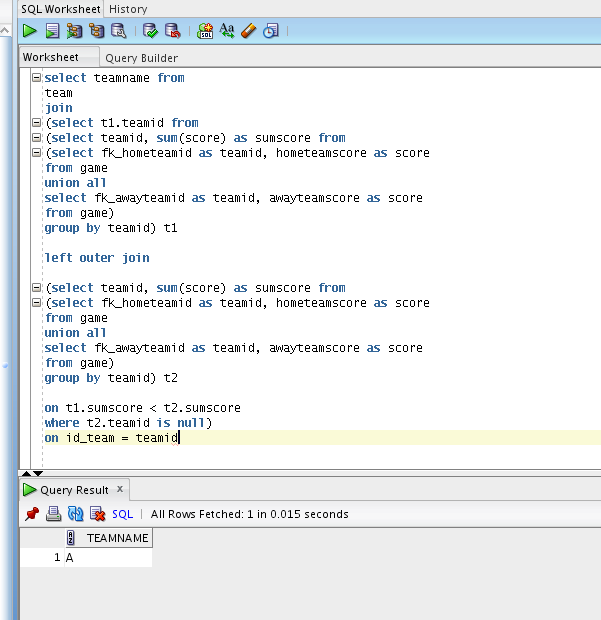 SQL Worksheet History
Worksheet Query Builder
select teamname from
team
join
(select t1.teamid from
(select teamid, sum(score) as sumscore from
(select fk_hometeamid as teamid, hometeamscore as score
from game
union all
select fk_awayteamid as teamid, awayteamscore as score
from game)
group by teamid) t1
left outer join
(select teamid, sum(score) as sumscore from
(select fk_hometeamid as teamid, hometeamscore as score
from game
union all
select fk_awayteamid as teamid, awayteamscore as score
from game)
group by teamid) t2
on t1.sumscore < t2.sumscore
where t2.teamid is null)
on id_team = teamid
Query Result x
SQL | All Rows Fetched: 1 in 0.015 seconds
TEAMNAME
1 A